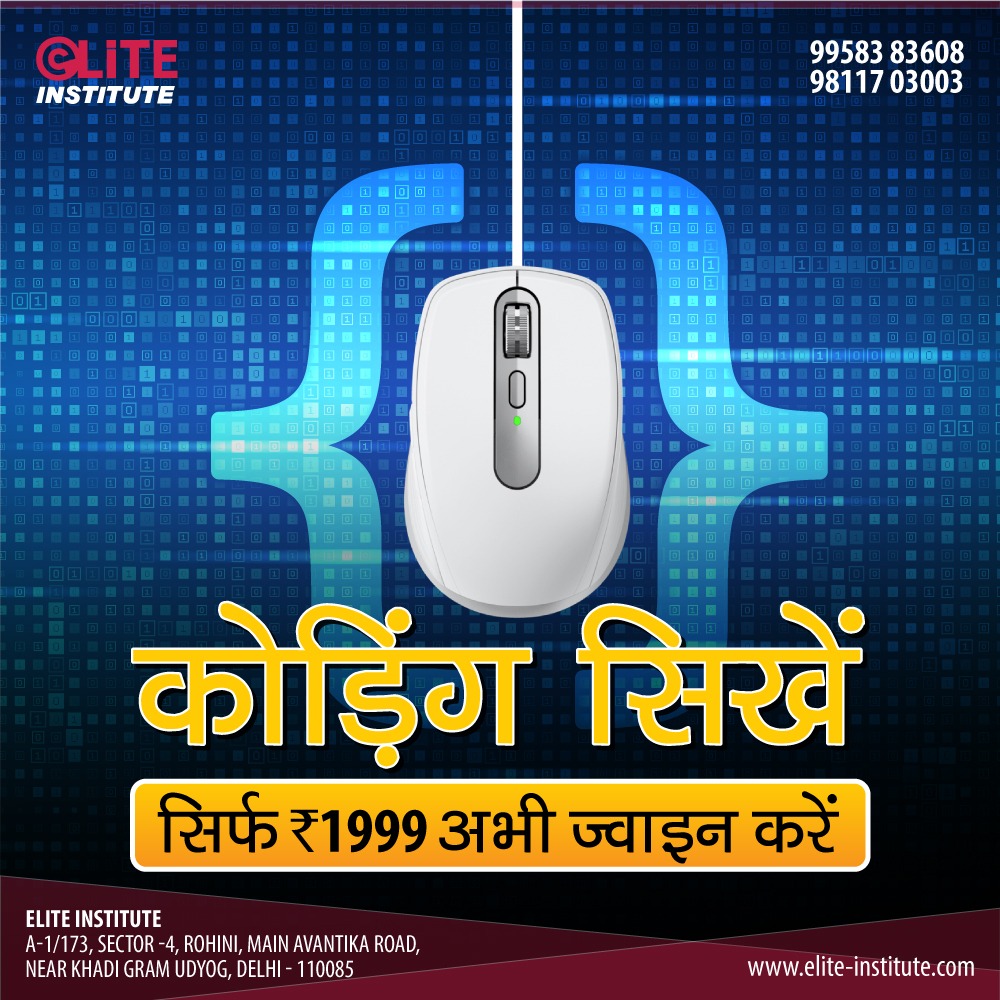 eLiTE
INSTITUTE
99583 83608
98117 03003
कोडिंग सिखें
सिर्फ ₹1999 अभी ज्वाइन करें
ELITE INSTITUTE
A-1/173, SECTOR -4, ROHINI, MAIN AVANTIKA ROAD,
NEAR KHADI GRAM UDYOG, DELHI - 110085
www.elite-institute.com